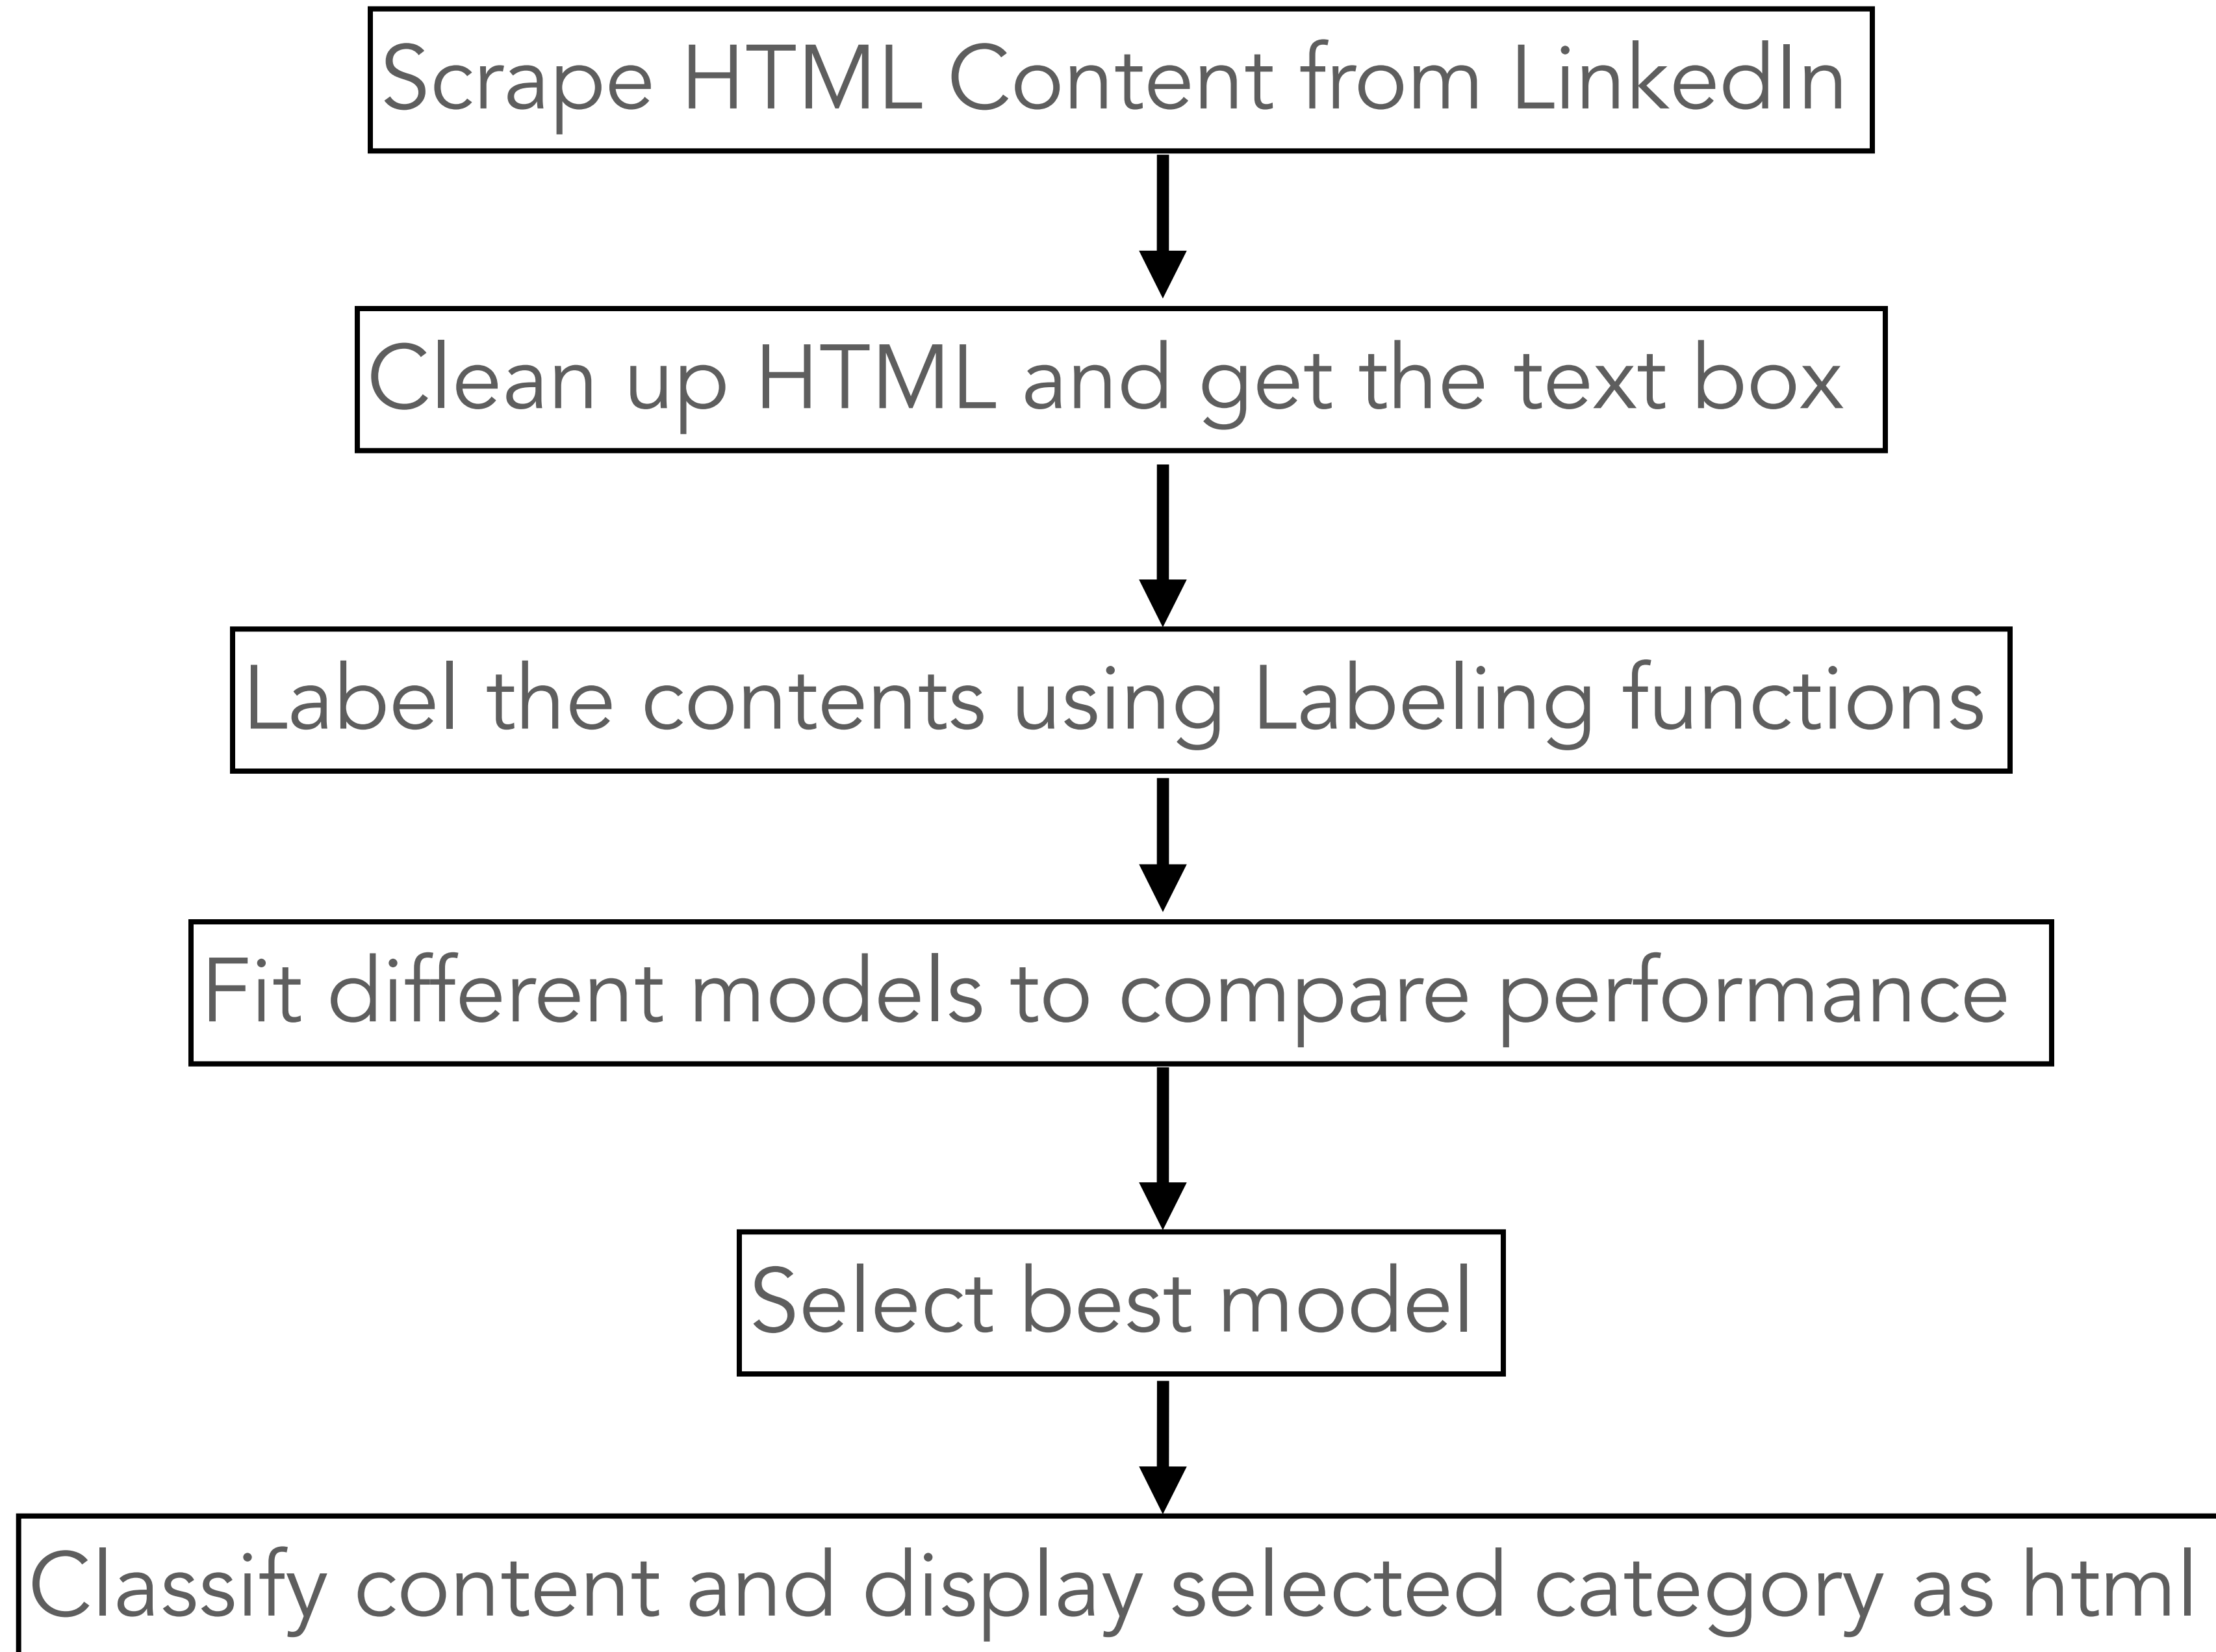 Scrape HTML Content from LinkedIn
Clean up HTML and get the text box
Label the contents using Labeling functions
Fit different models to compare performance
Select best model
Classify content and display selected category as html